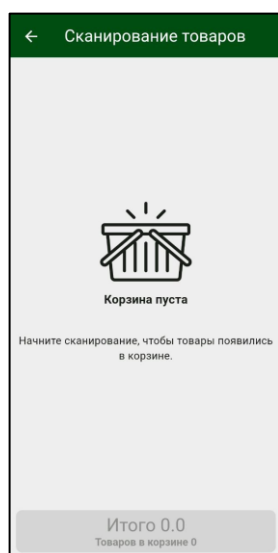 Сканирование товаров
Корзина пуста
Начните сканирование, чтобы товары появились
в корзине.
Итого 0.0
Товаров в корзине 0